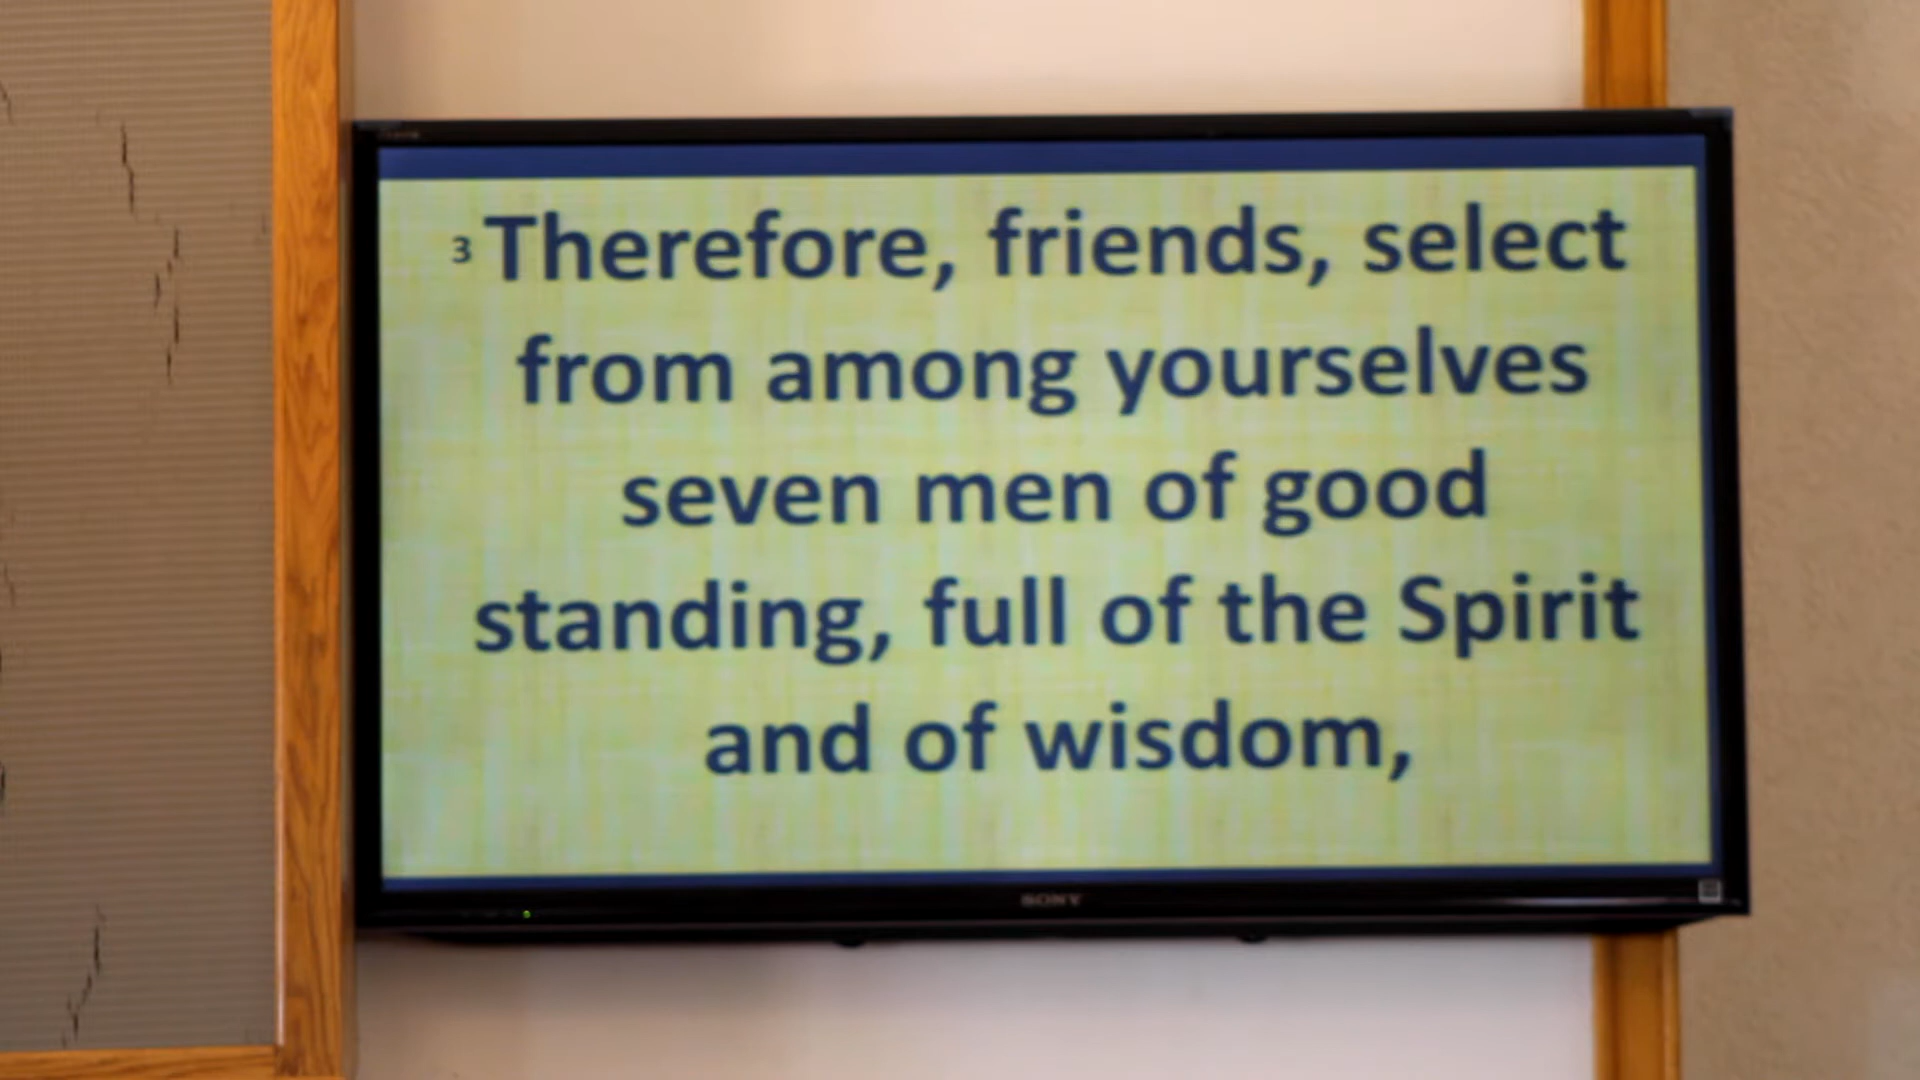 3 Therefore, friends, select
from among yourselves
seven men of good
standing, full of the Spirit
and of wisdom,
SONY